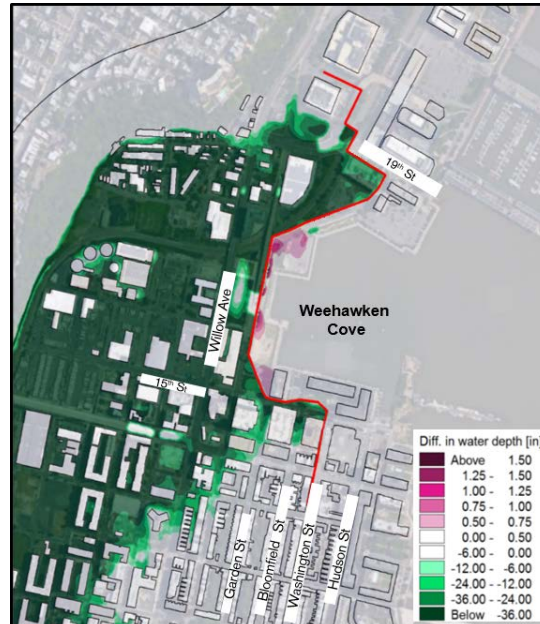 19th St
Willow Ave
Weehawken
Cove
15th St
Garden St
Bloomfield St
Washington St
Hudson St
Diff. in water depth [in]
Above 1.50
1.25 - 1.50
1.00 - 1.25
0.75 - 1.00
0.50 - 0.75
0.00 - 0.50
-6.00 - 0.00
-12.00 - -6.00
-24.00 - -12.00
-36.00 - -24.00
Below -36.00